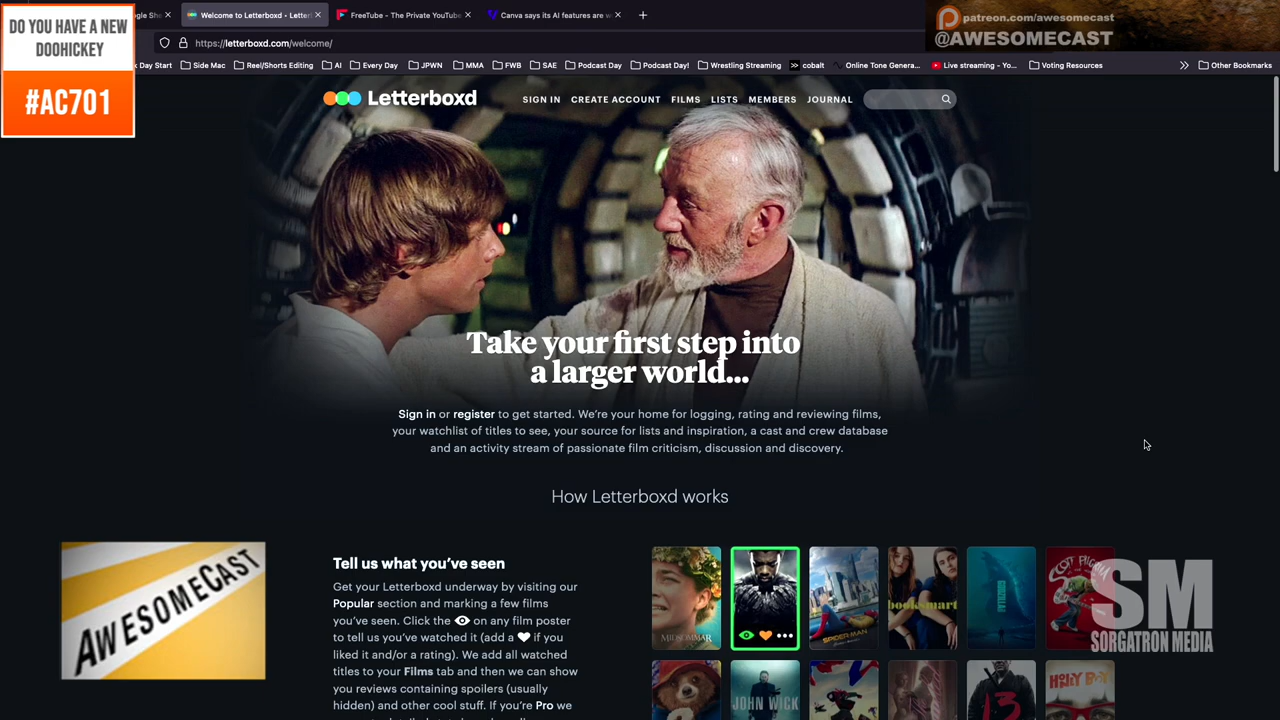 DO YOU HAVE A NEW
DOOHICKEY
#AC701
Welcome to Letterboxd - Letterl
FreeTube - The Private YouTube
Canva says its AI features are w
patreon.com/awesomecast
@AWESOMECAST
https://letterboxd.com/welcome/
k Day Start
Side Mac
Reel/Shorts Editing
AI
Every Day
JPWN
MMA
FWB
SAE
Podcast Day
Podcast Day!
Wrestling Streaming
cobalt
Online Tone Genera...
Live streaming - Yo...
Voting Resources
Other Bookmarks
Letterboxd
SIGN IN CREATE ACCOUNT FILMS LISTS MEMBERS JOURNAL
Take your first step into
a larger world...
Sign in or register to get started. We're your home for logging, rating and reviewing films,
your watchlist of titles to see, your source for lists and inspiration, a cast and crew database
and an activity stream of passionate film criticism, discussion and discovery.
How Letterboxd works
AWESOMECAST
Tell us what you've seen
Get your Letterboxd underway by visiting our
Popular section and marking a few films
you've seen. Click the on any film poster
to tell us you've watched it (add a if you
liked it and/or a rating). We add all watched
titles to your Films tab and then we can show
you reviews containing spoilers (usually
hidden) and other cool stuff. If you're Pro we
MIDSOMMAR
SPIDER-MAN
booksmart
GODZILLA
SCOTT PILGRIM
JOHN WICK
13
HOLY BOY
SM
SORGATRON MEDIA